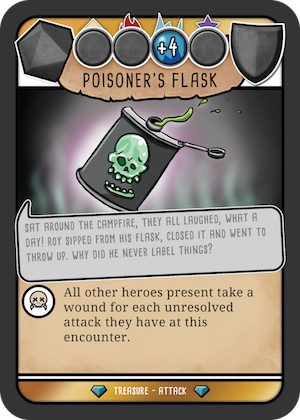 +4
POISONER'S FLASK
SAT AROUND THE CAMPFIRE, THEY ALL LAUGHED, WHAT A
DAY! ROY SIPPED FROM HIS FLASK, CLOSED IT AND WENT TO
THROW UP. WHY DID HE NEVER LABEL THINGS?
All other heroes present take a
wound for each unresolved
attack they have at this
encounter.
TREASURE - ATTACK